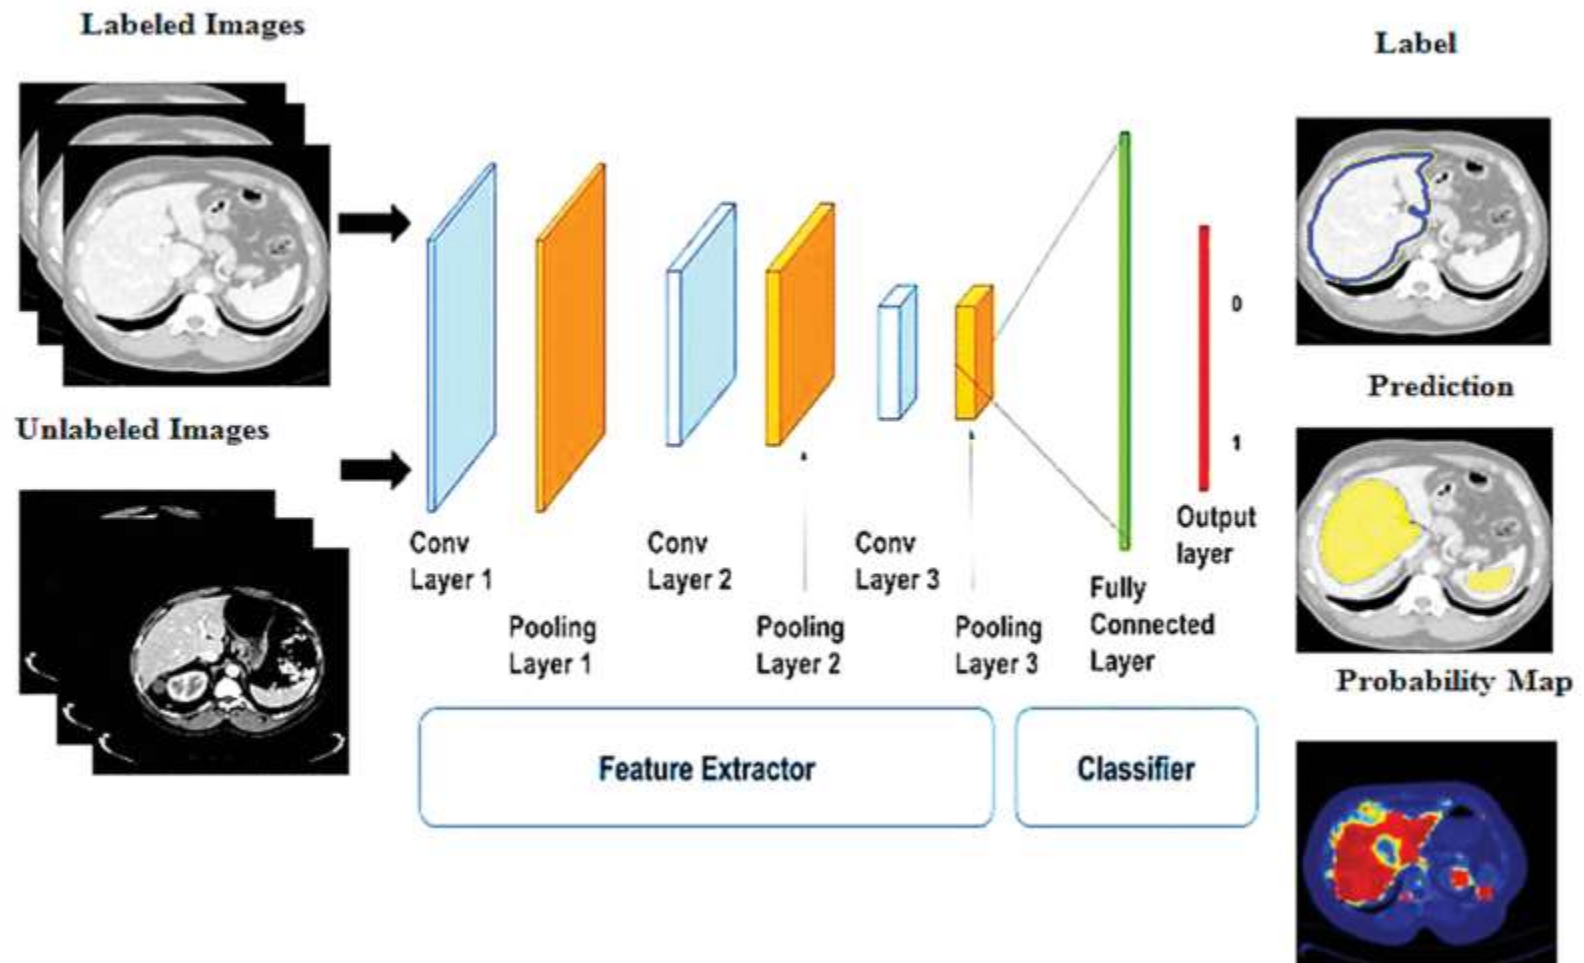 Labeled Images
Label
Prediction
Unlabeled Images
0
1
Conv
Layer 1
Pooling
Layer 1
Conv
Layer 2
Pooling
Layer 2
Conv
Layer 3
Pooling
Layer 3
Fully
Connected
Layer
Output
layer
Probability Map
Feature Extractor
Classifier